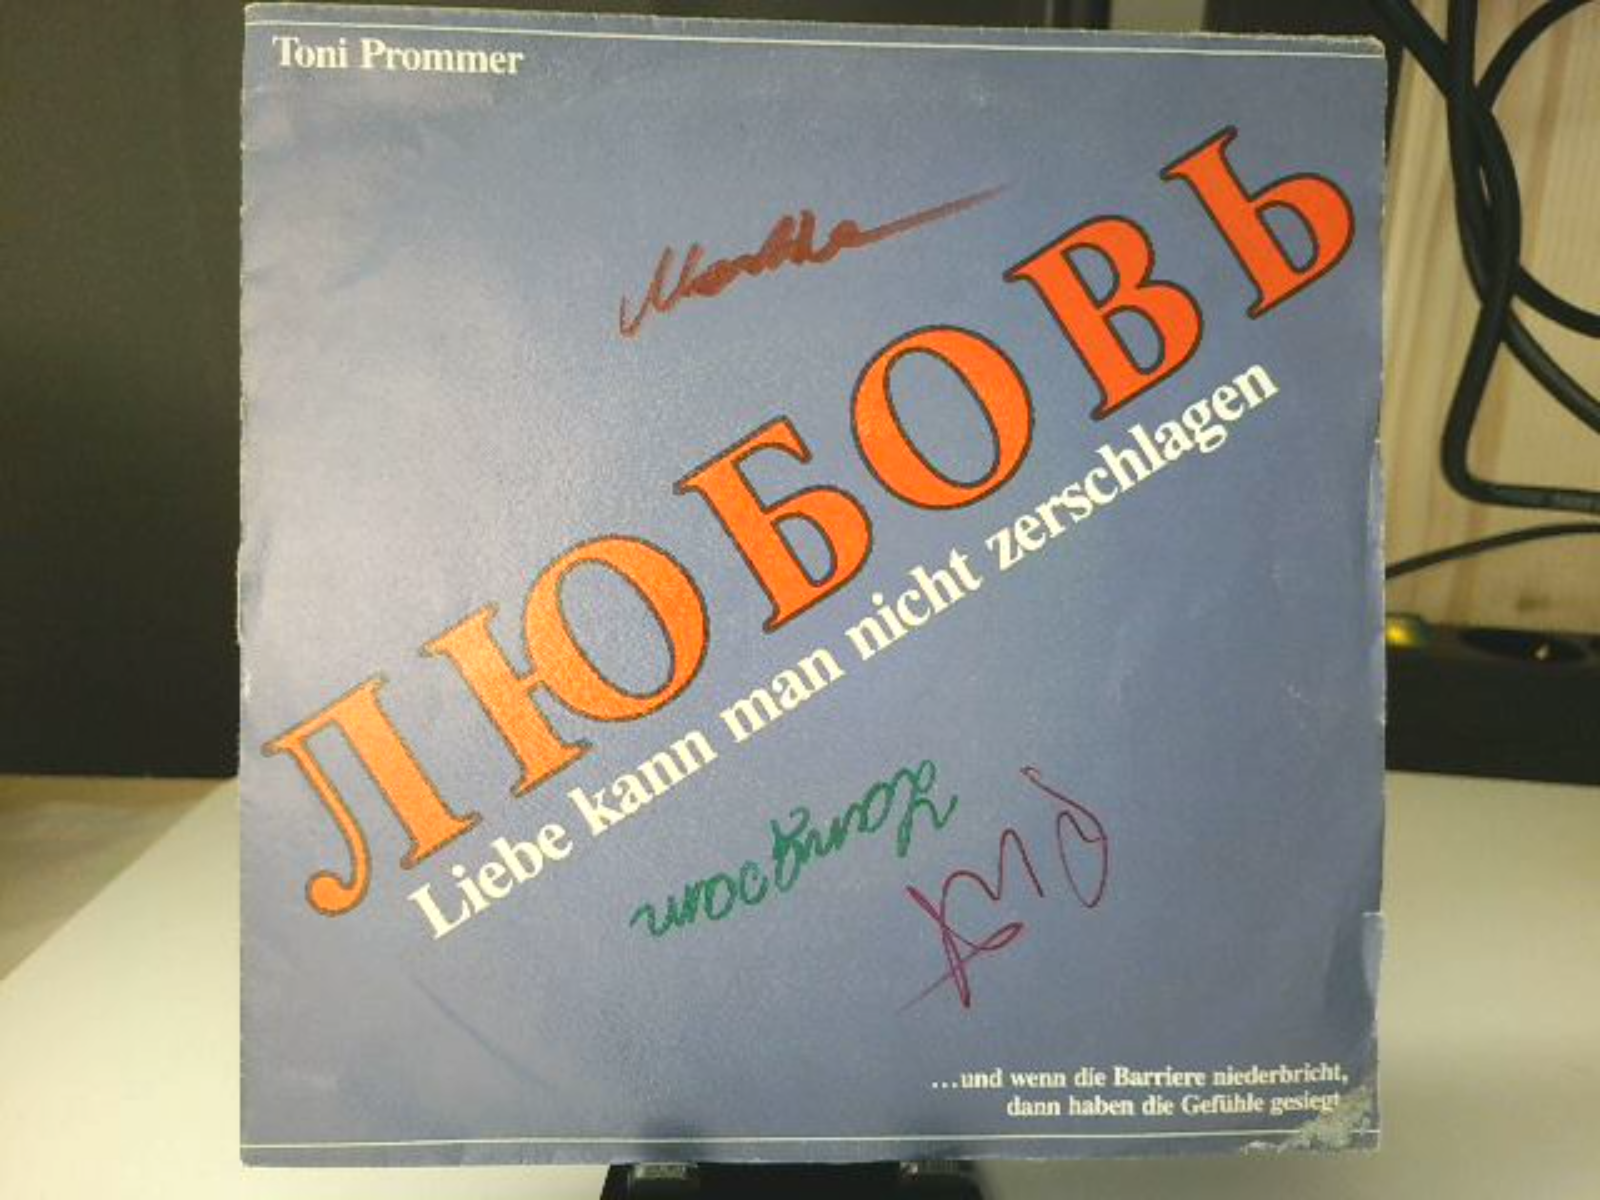 Toni Prommer
ЛЮБОВЬ
Liebe kann man nicht zerschlagen
...und wenn die Barriere niederbricht,
dann haben die Gefühle gesiegt.